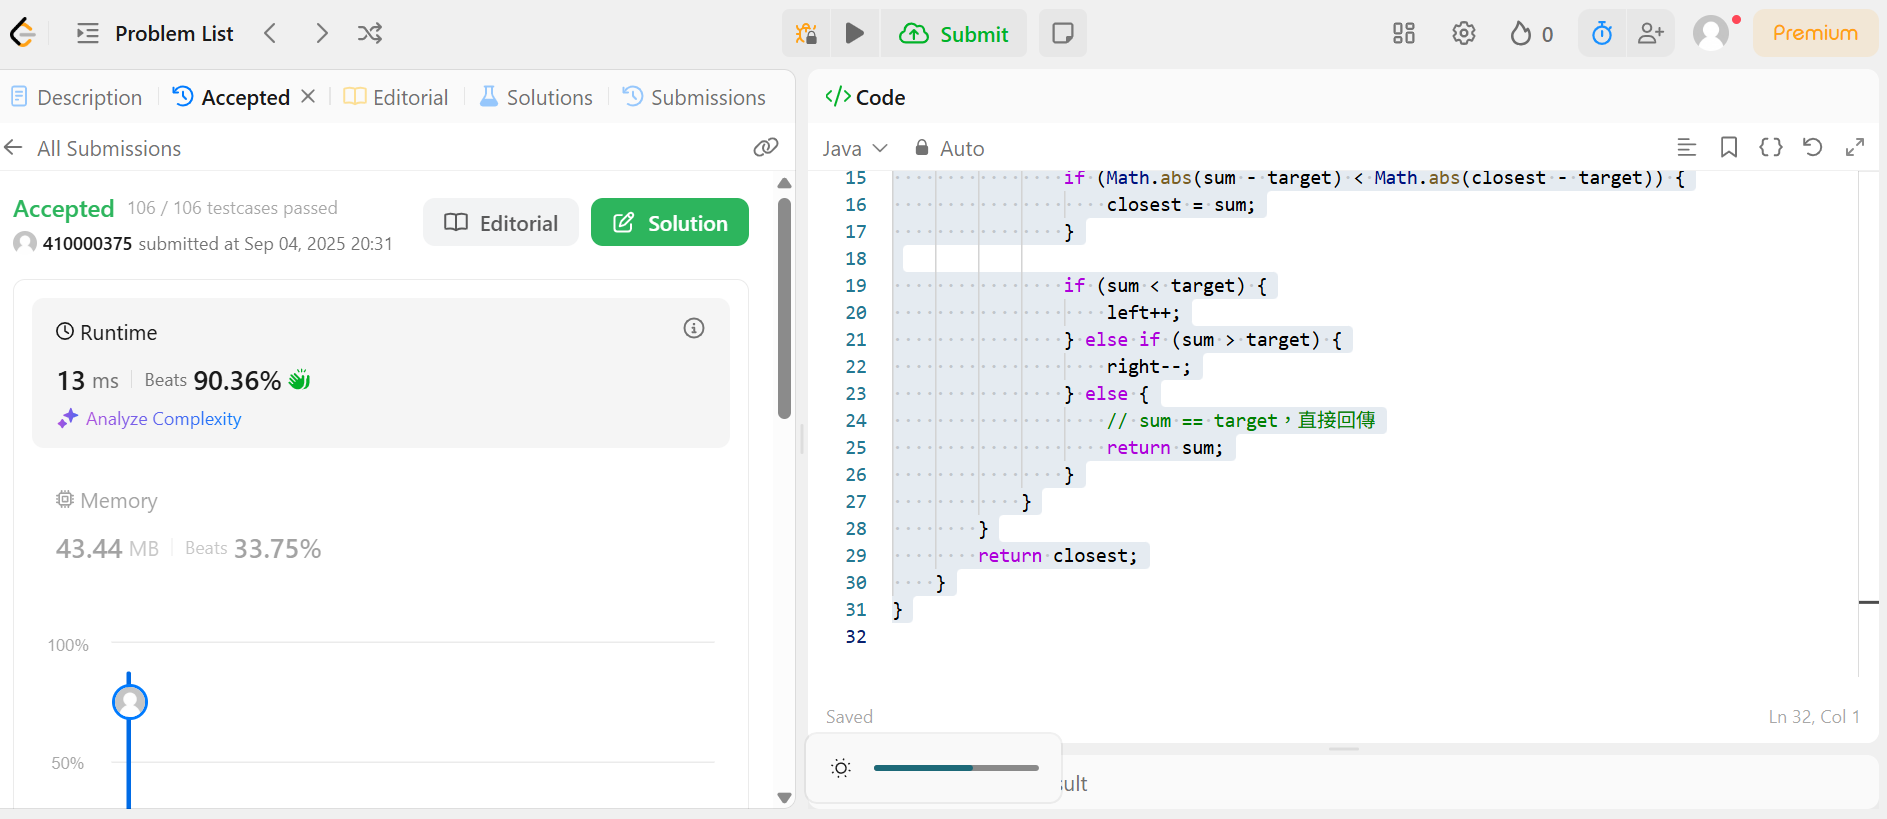 Problem List
Submit
0
Premium
Description
Accepted
Editorial
Solutions
Submissions
All Submissions
Accepted 106 / 106 testcases passed
410000375 submitted at Sep 04, 2025 20:31
Editorial
Solution
Runtime
13 ms Beats 90.36%
Analyze Complexity
Memory
43.44 MB Beats 33.75%
100%
50%
</> Code
Java
Auto
15 if (Math.abs(sum - target) < Math.abs(closest - target)) {
16 closest = sum;
17 }
18
19 if (sum < target) {
20 left++;
21 } else if (sum > target) {
22 right--;
23 } else {
24 // sum == target，直接回傳
25 return sum;
26 }
27 }
28 }
29 return closest;
30 }
31 }
32
Saved
Ln 32, Col 1
sult